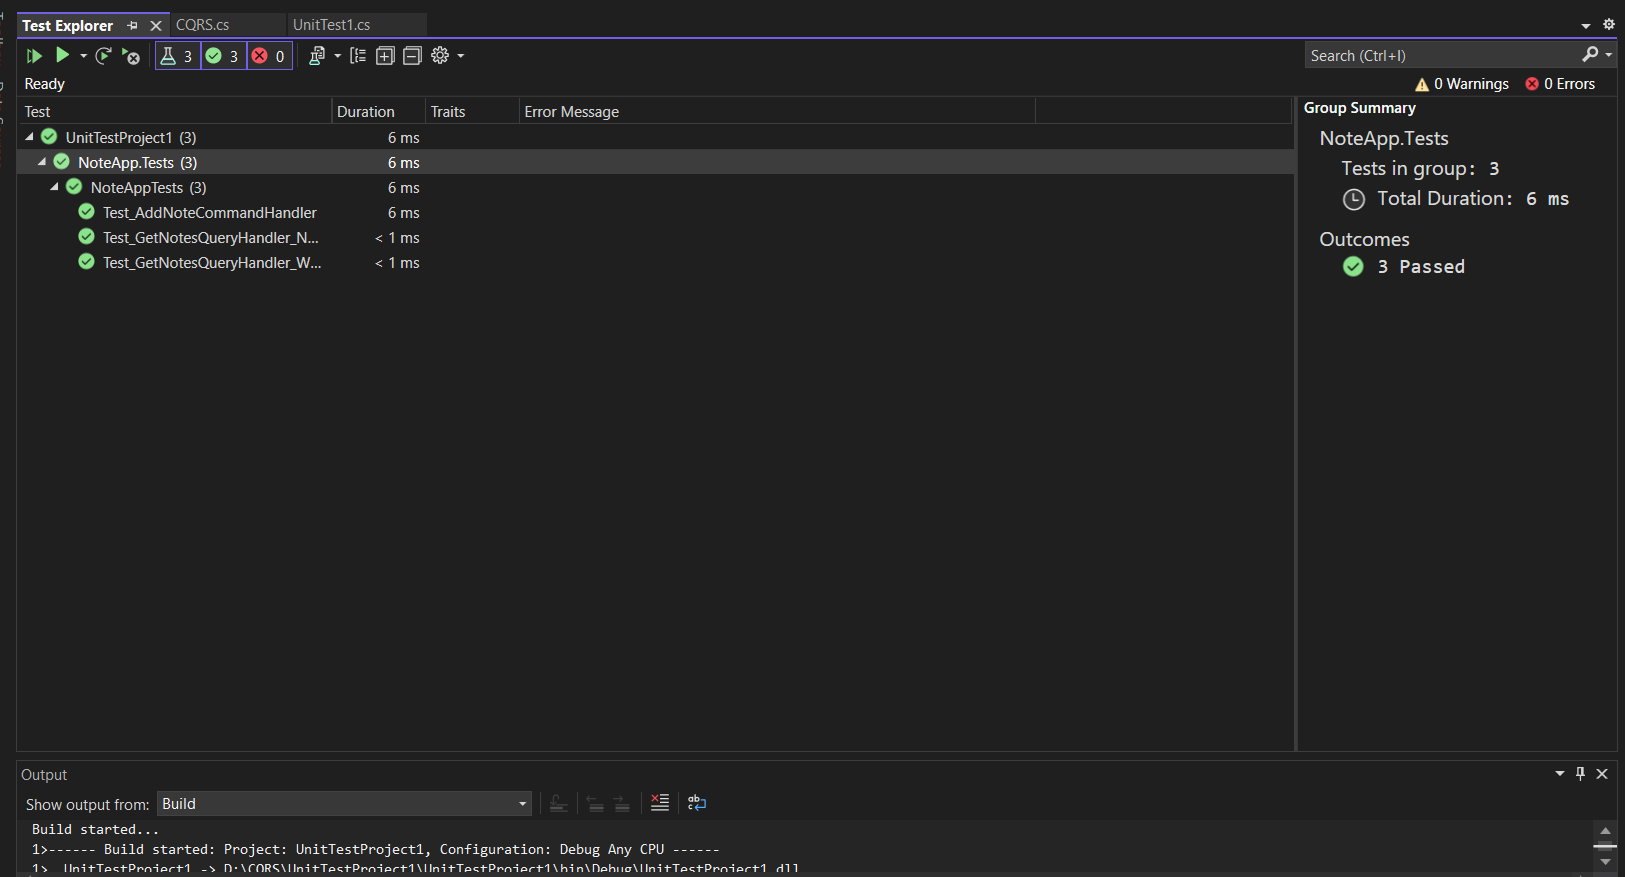 Test Explorer CQRS.cs UnitTest1.cs
3 3 0 Search (Ctrl+I)
Ready 0 Warnings 0 Errors
Test Duration Traits Error Message Group Summary
UnitTestProject1 (3) 6 ms
NoteApp.Tests (3) 6 ms
NoteAppTests (3) 6 ms
Test_AddNoteCommandHandler 6 ms
Test_GetNotesQueryHandler_N... < 1 ms
Test_GetNotesQueryHandler_W... < 1 ms
NoteApp.Tests
Tests in group: 3
Total Duration: 6 ms
Outcomes
3 Passed
Output
Show output from: Build
Build started...
1>------ Build started: Project: UnitTestProject1, Configuration: Debug Any CPU ------
1> UnitTestProject1 -> D:\CQRS\UnitTestProject1\UnitTestProject1\bin\Debug\UnitTestProject1.dll